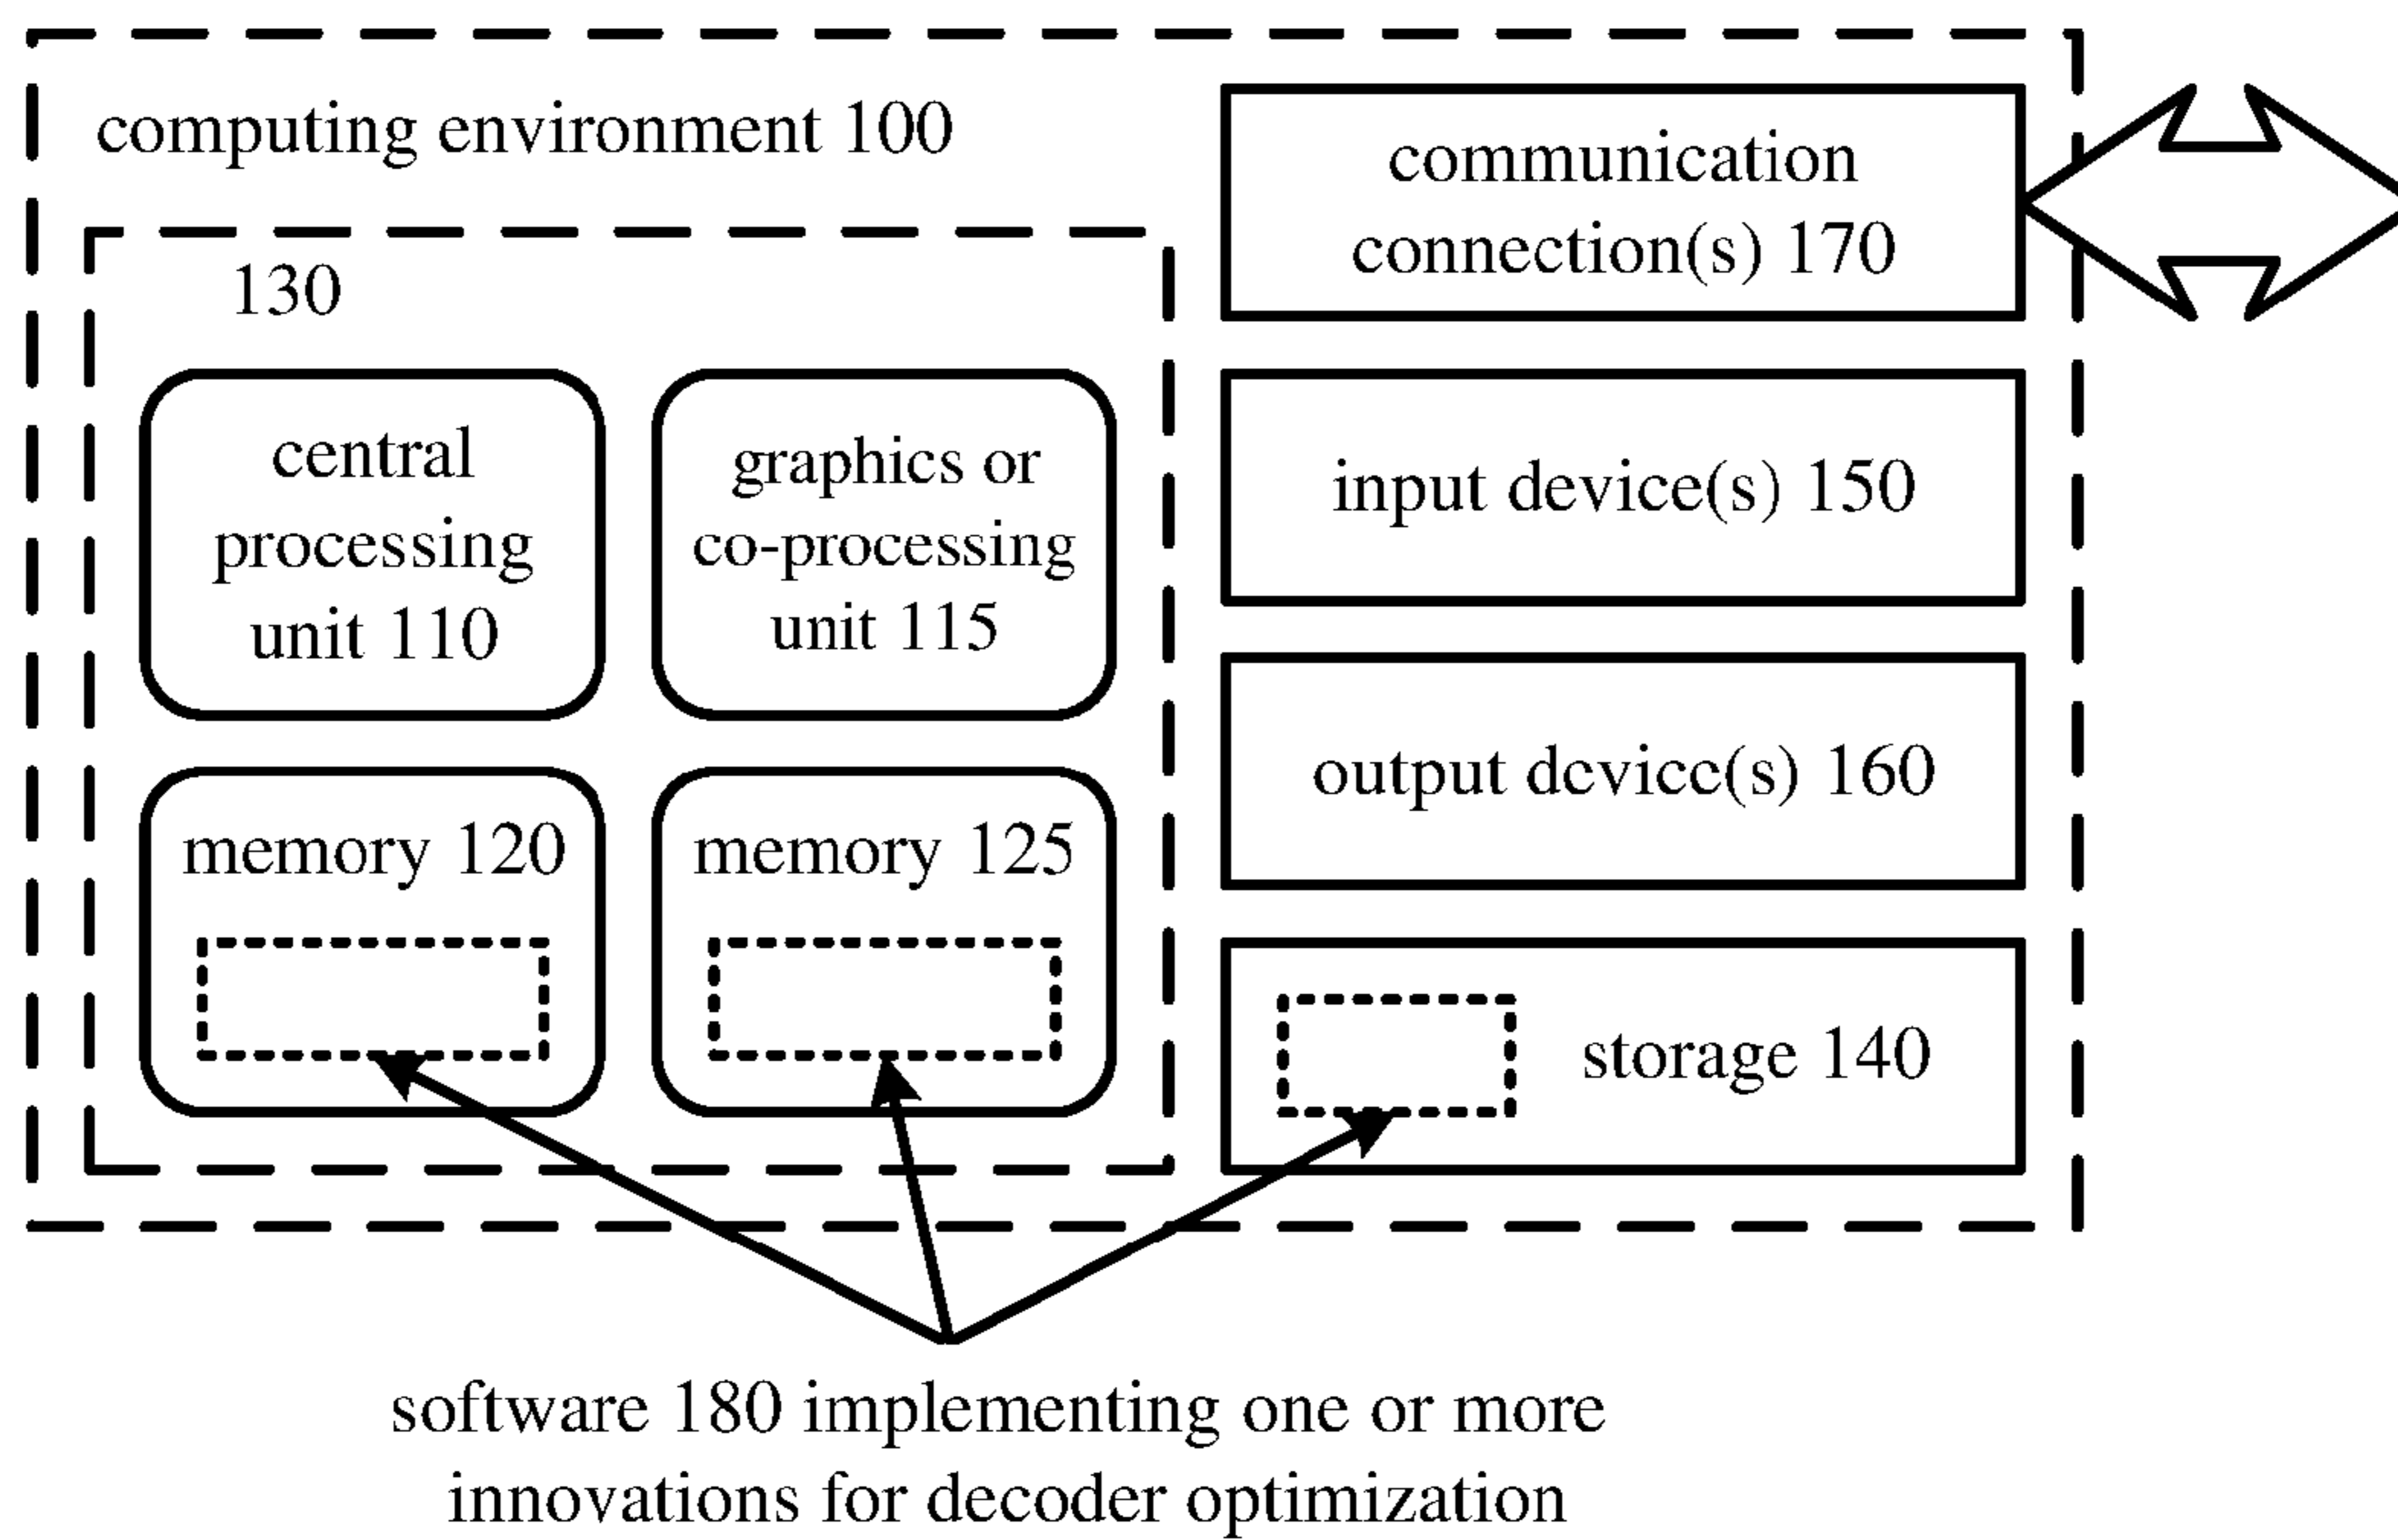 computing environment 100
130
central
processing
unit 110
graphics or
co-processing
unit 115
memory 120
memory 125
communication
connection(s) 170
input device(s) 150
output device(s) 160
storage 140
software 180 implementing one or more
innovations for decoder optimization